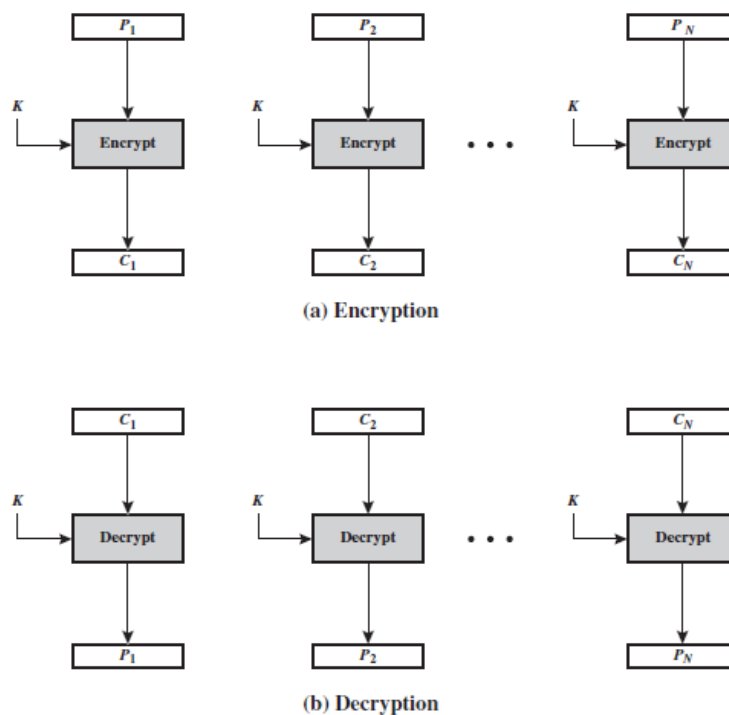 P1 P2 PN
K K K
Encrypt Encrypt • • • Encrypt
C1 C2 CN
(a) Encryption
C1 C2 CN
K K K
Decrypt Decrypt • • • Decrypt
P1 P2 PN
(b) Decryption